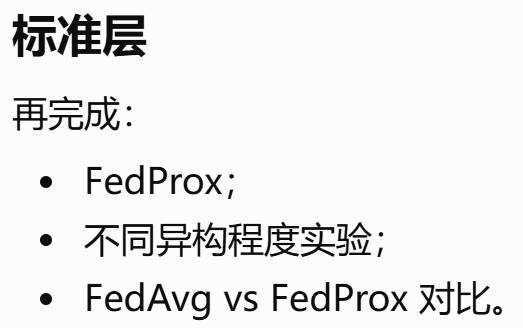 标准层
再完成：
• FedProx；
• 不同异构程度实验；
• FedAvg vs FedProx 对比。